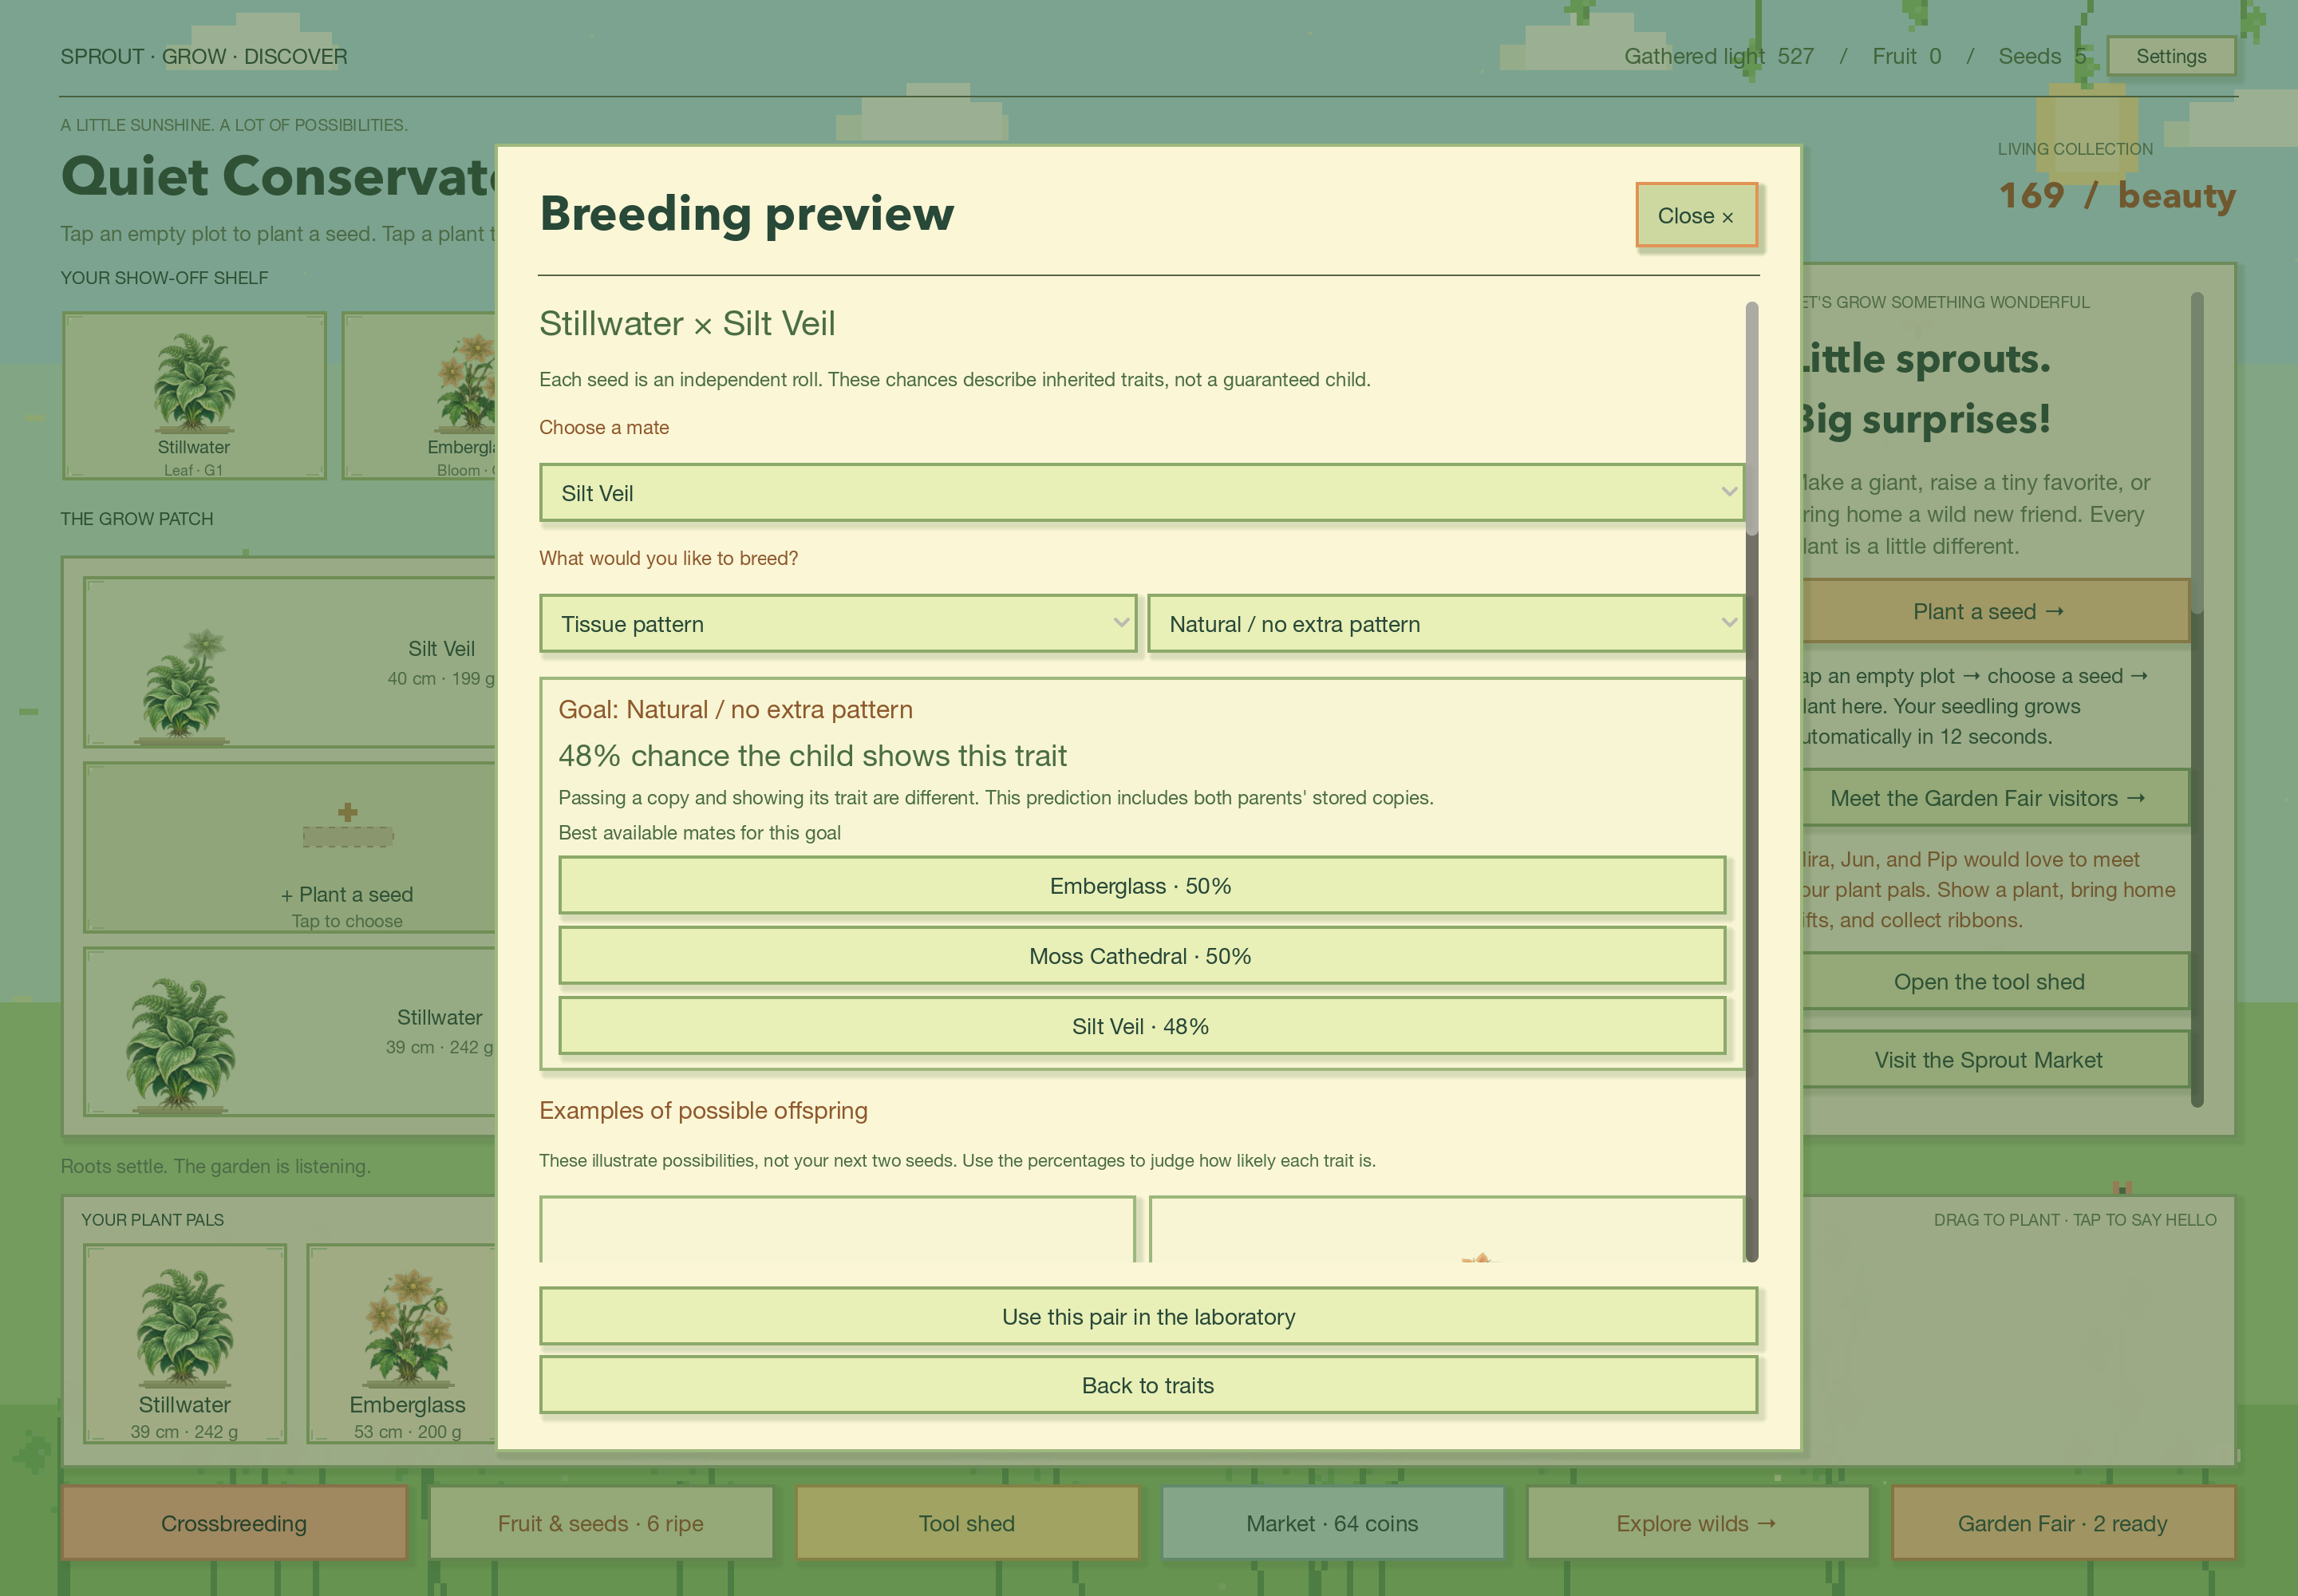 SPROUT · GROW · DISCOVER
Gathered light 527 / Fruit 0 / Seeds 5
Settings
A LITTLE SUNSHINE. A LOT OF POSSIBILITIES.
Quiet Conservat
Tap an empty plot to plant a seed. Tap a plant
LIVING COLLECTION
169 / beauty
YOUR SHOW-OFF SHELF
Stillwater
Leaf · G1
Bloom ·
THE GROW PATCH
Silt Veil
40 cm · 199 g
+ Plant a seed
Tap to choose
Stillwater
39 cm · 242 g
Roots settle. The garden is listening.
Breeding preview
Close ×
Stillwater × Silt Veil
Each seed is an independent roll. These chances describe inherited traits, not a guaranteed child.
Choose a mate
Silt Veil
What would you like to breed?
Tissue pattern
Natural / no extra pattern
Goal: Natural / no extra pattern
48% chance the child shows this trait
Passing a copy and showing its trait are different. This prediction includes both parents' stored copies.
Best available mates for this goal
Emberglass · 50%
Moss Cathedral · 50%
Silt Veil · 48%
Examples of possible offspring
These illustrate possibilities, not your next two seeds. Use the percentages to judge how likely each trait is.
Use this pair in the laboratory
Back to traits
ET'S GROW SOMETHING WONDERFUL
Little sprouts.
Big surprises!
ake a giant, raise a tiny favorite, or
ring home a wild new friend. Every
lant is a little different.
Plant a seed →
ap an empty plot → choose a seed →
lant here. Your seedling grows
utomatically in 12 seconds.
Meet the Garden Fair visitors →
ira, Jun, and Pip would love to meet
our plant pals. Show a plant, bring home
ifts, and collect ribbons.
Open the tool shed
Visit the Sprout Market
YOUR PLANT PALS
DRAG TO PLANT · TAP TO SAY HELLO
Stillwater
39 cm · 242 g
Emberglass
53 cm · 200 g
Crossbreeding
Fruit & seeds · 6 ripe
Tool shed
Market · 64 coins
Explore wilds →
Garden Fair · 2 ready